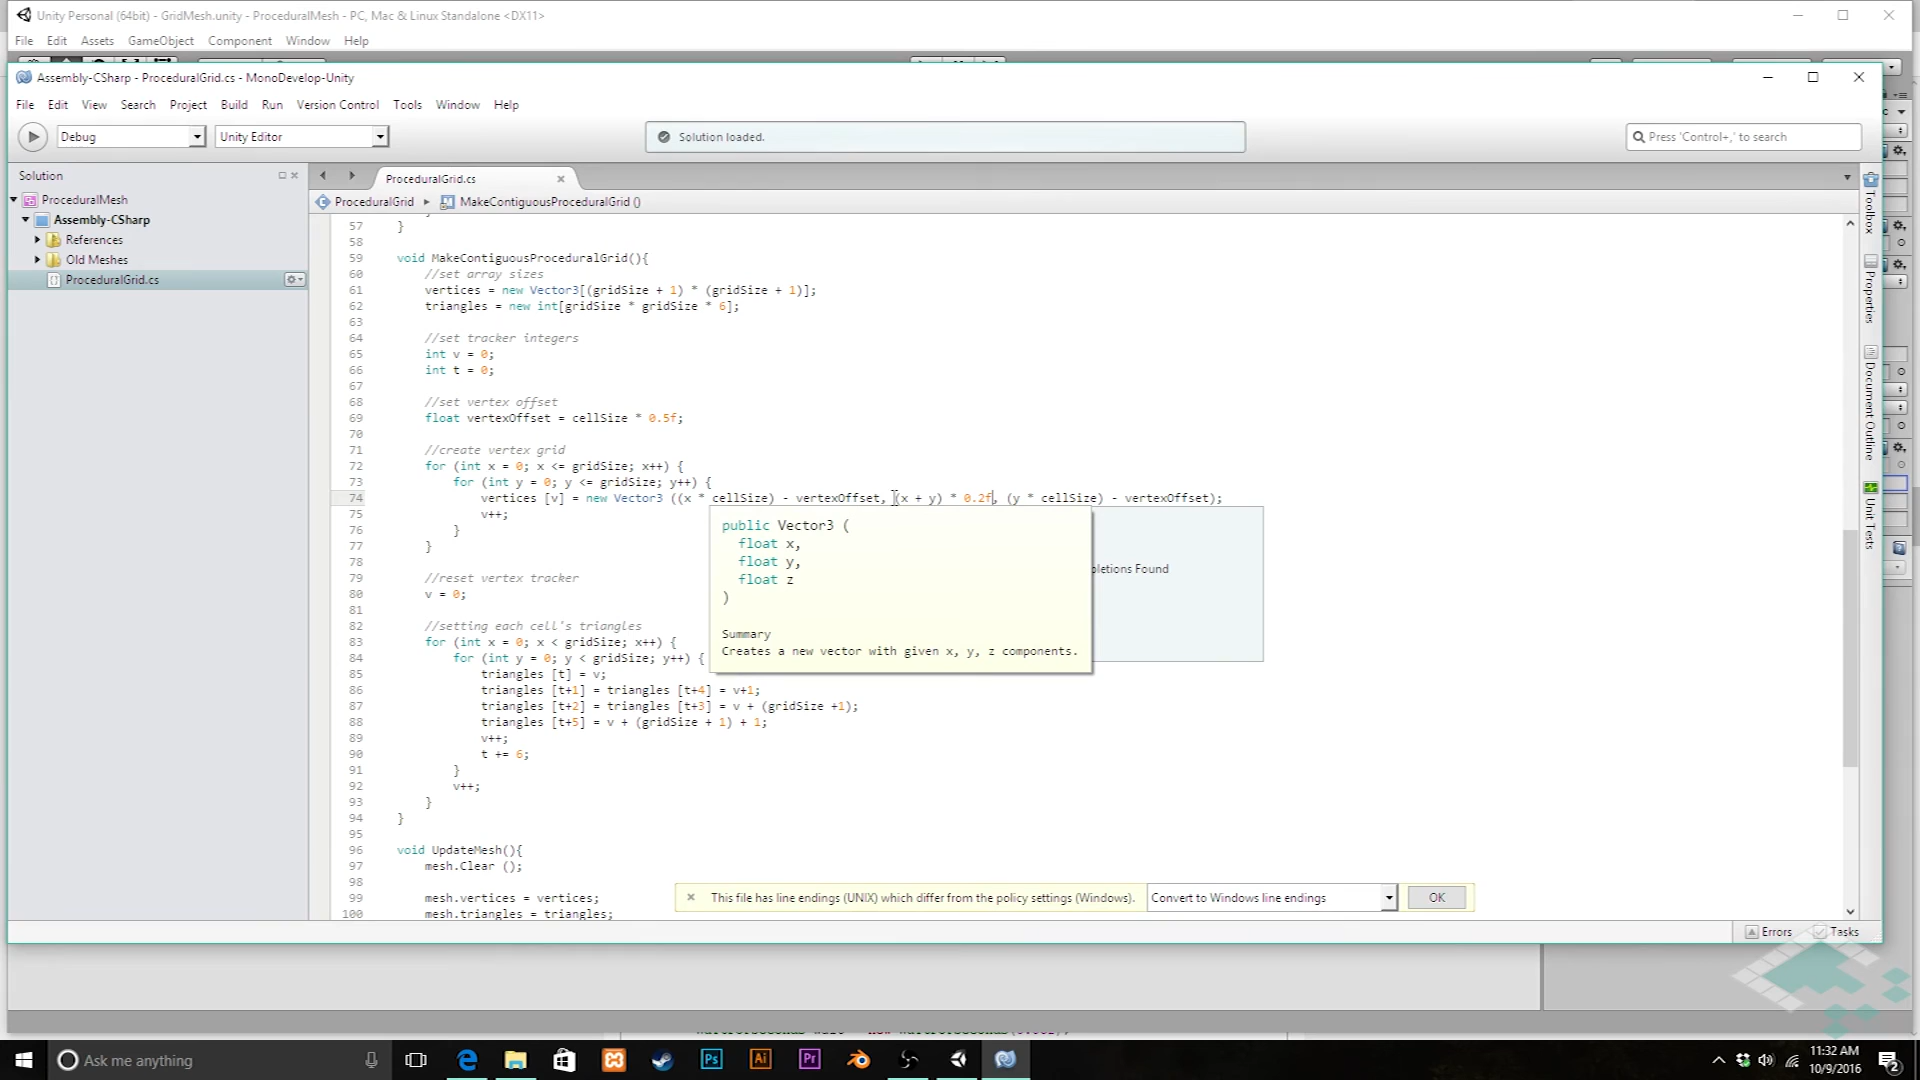 Unity Personal (64bit) - GridMesh.unity - ProceduralMesh - PC, Mac & Linux Standalone <DX11>
File Edit Assets GameObject Component Window Help
Assembly-CSharp - ProceduralGrid.cs - MonoDevelop-Unity
File Edit View Search Project Build Run Version Control Tools Window Help
Debug
Unity Editor
Solution loaded.
Press 'Control+,' to search
Solution
ProceduralMesh
Assembly-CSharp
References
Old Meshes
ProceduralGrid.cs
ProceduralGrid.cs
ProceduralGrid MakeContiguousProceduralGrid ()
57 }
58
59 void MakeContiguousProceduralGrid(){
60 //set array sizes
61 vertices = new Vector3[(gridSize + 1) * (gridSize + 1)];
62 triangles = new int[gridSize * gridSize * 6];
63
64 //set tracker integers
65 int v = 0;
66 int t = 0;
67
68 //set vertex offset
69 float vertexOffset = cellSize * 0.5f;
70
71 //create vertex grid
72 for (int x = 0; x <= gridSize; x++) {
73 for (int y = 0; y <= gridSize; y++) {
74 vertices [v] = new Vector3 ((x * cellSize) - vertexOffset, (x + y) * 0.2f, (y * cellSize) - vertexOffset);
75 v++;
76 }
77 }
78
79 //reset vertex tracker
80 v = 0;
81
82 //setting each cell's triangles
83 for (int x = 0; x < gridSize; x++) {
84 for (int y = 0; y < gridSize; y++) {
85 triangles [t] = v;
86 triangles [t+1] = triangles [t+4] = v+1;
87 triangles [t+2] = triangles [t+3] = v + (gridSize +1);
88 triangles [t+5] = v + (gridSize + 1) + 1;
89 v++;
90 t += 6;
91 }
92 v++;
93 }
94 }
95
96 void UpdateMesh(){
97 mesh.Clear ();
98
99 mesh.vertices = vertices;
100 mesh.triangles = triangles;
public Vector3 (
float x,
float y,
float z
)
Summary
Creates a new vector with given x, y, z components.
pletions Found
This file has line endings (UNIX) which differ from the policy settings (Windows).
Convert to Windows line endings
OK
Toolbox
Properties
Document Outline
Unit Tests
Errors
Tasks
Ask me anything
Ps
Ai
Pr
11:32 AM
10/9/2016
2